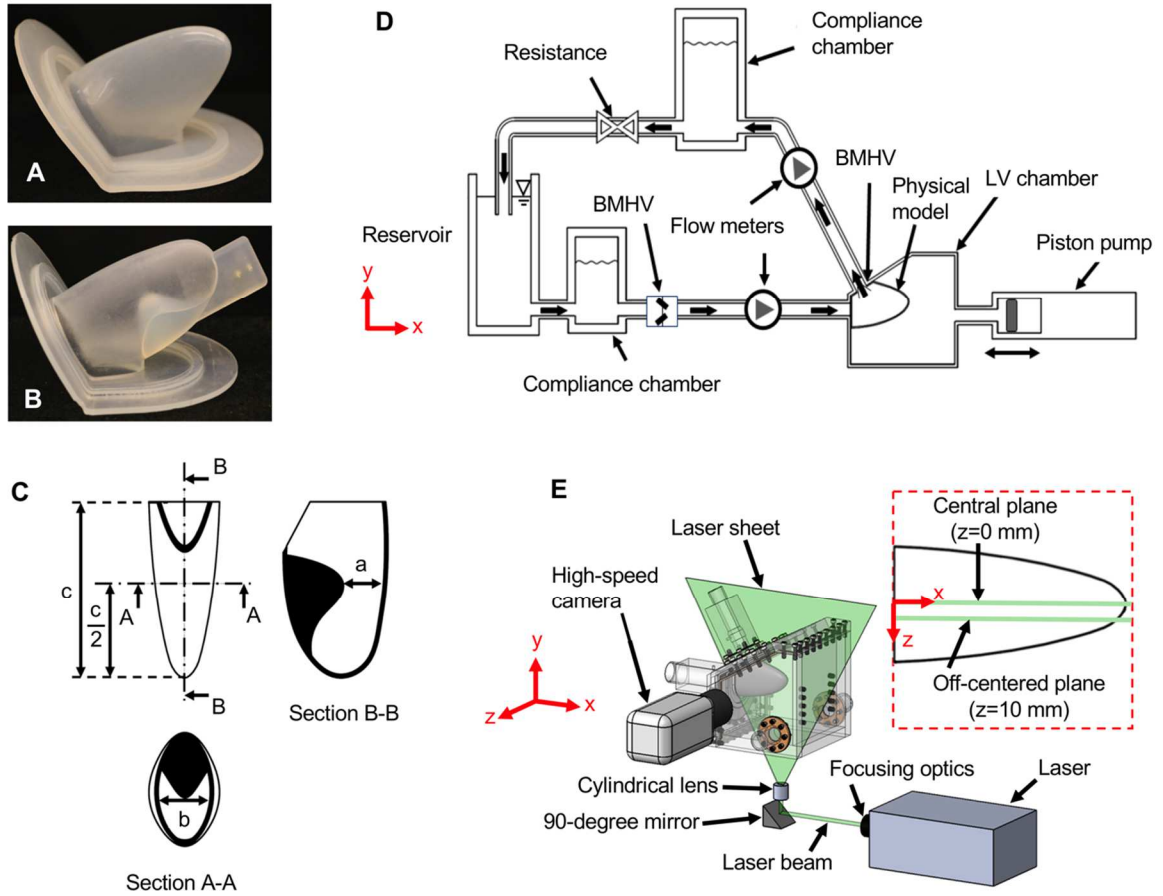 A
B
C
B
B
c
c
2
A
A
a
b
Section B-B
Section A-A
D
Compliance
chamber
Resistance
BMHV
LV chamber
Physical
model
BMHV
Flow meters
Piston pump
Reservoir
y
x
Compliance chamber
E
Laser sheet
High-speed
camera
y
z
x
Central plane
(z=0 mm)
x
z
Off-centered plane
(z=10 mm)
Cylindrical lens
Focusing optics
Laser
90-degree mirror
Laser beam